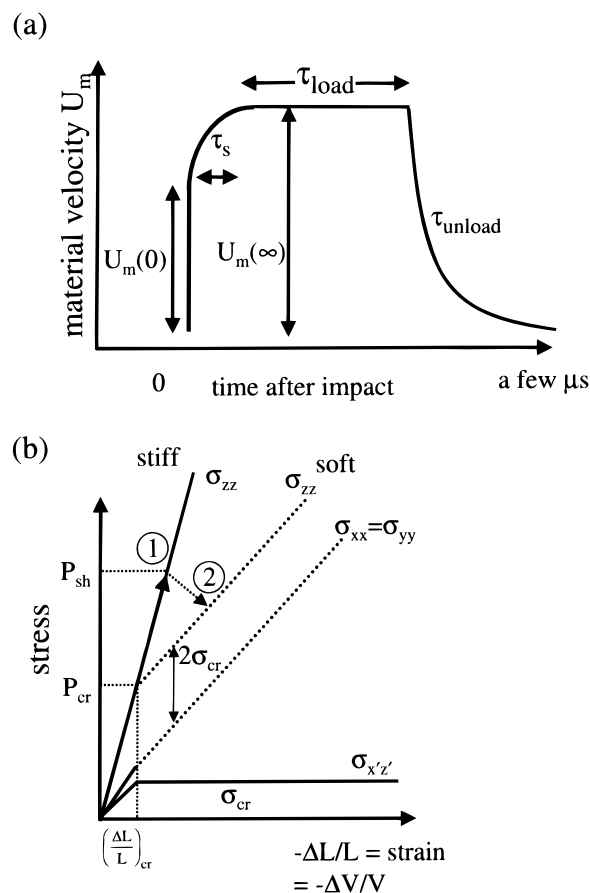 (a)
material velocity Uₘ
τload
τs
Uₘ(0)
Uₘ(∞)
τunload
0
time after impact
a few μs
(b)
stiff
σzz
σzz soft
σxx=σyy
1
2
Psh
stress
2σcr
Pcr
σx'z'
σcr
(ΔL/L)cr
-ΔL/L = strain
= -ΔV/V